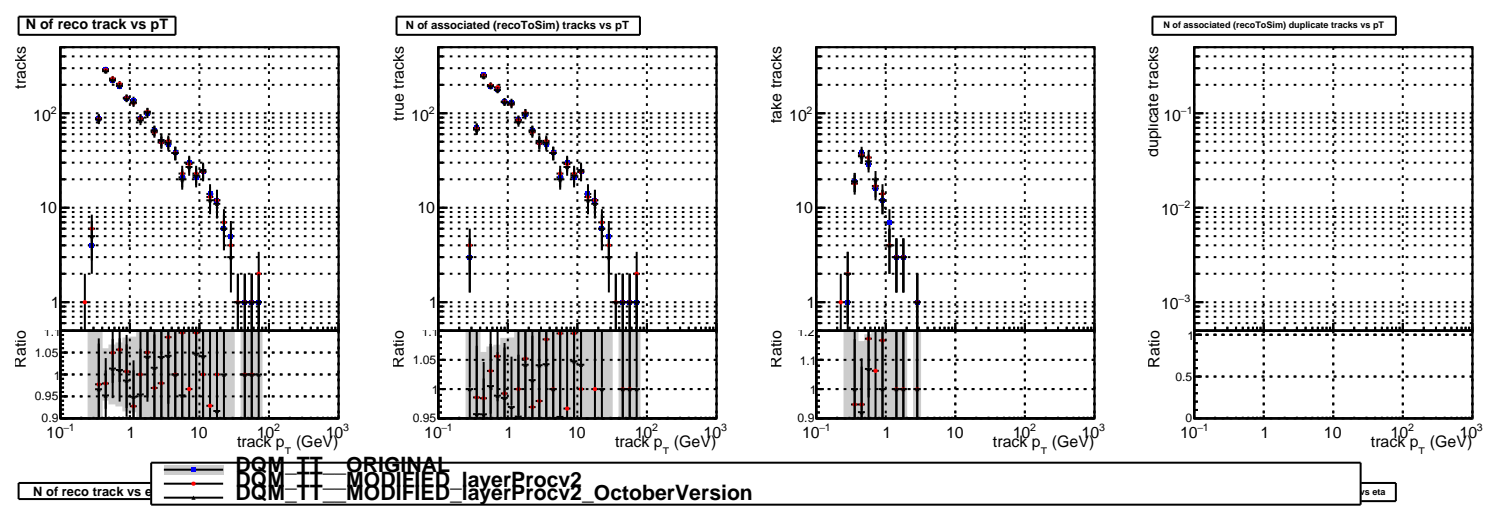 N of reco track vs pT
N of associated (recoToSim) tracks vs pT
N of associated (recoToSim) duplicate tracks vs pT
tracks
10²
10
1
Ratio
1.1
1.05
1
0.95
0.9
10⁻¹ 1 10 10² 10³
track p_T (GeV)
true tracks
10²
10
1
Ratio
1.1
1.05
1
0.95
10⁻¹ 1 10 10² 10³
track p_T (GeV)
fake tracks
10²
10
1
Ratio
1.2
1.1
1
0.9
10⁻¹ 1 10 10² 10³
track p_T (GeV)
duplicate tracks
10⁻¹
10⁻²
10⁻³
Ratio
1
0.5
0
10⁻¹ 1 10 10² 10³
track p_T (GeV)
DQM_TT__ORIGINAL
DQM_TT__MODIFIED_layerProcv2
DQM_TT__MODIFIED_layerProcv2_OctoberVersion
N of reco track vs e
vs eta